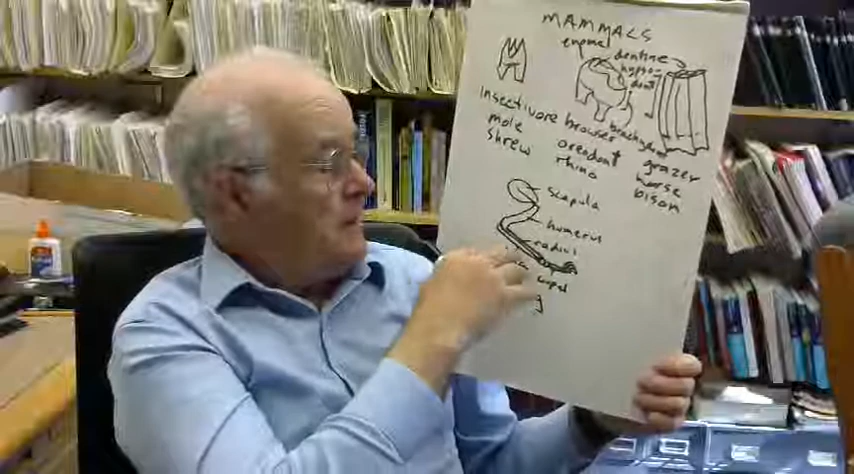 MAMMALS
enamel
dentine
hypsodont
Insectivore
mole
shrew
browser
oreodont
rhino
brachydont
grazer
horse
bison
scapula
humerus
radius